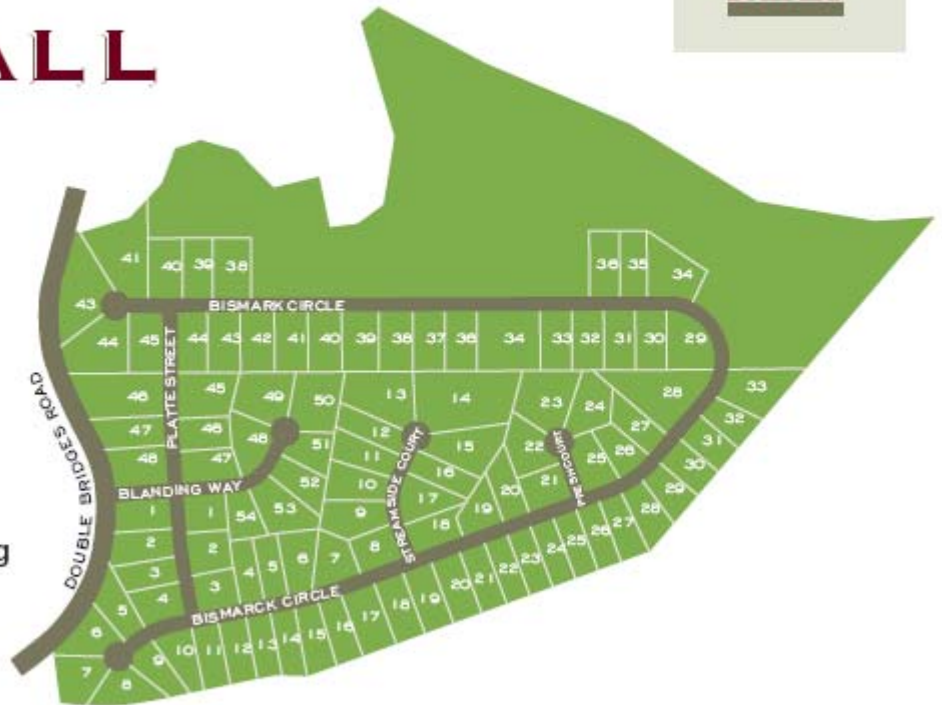 ALL
41
40 39 38
36 35 34
43
BISMARK CIRCLE
44 45 44 43 42 41 40 39 38 37 36 34 33 32 31 30 29
PLATTE STREET
DOUBLE BRIDGES ROAD
46 45 49 50 13 14 23 24 28 33
47 46 48 51 12 15 22 27 32
48 47 52 11 16 25 26 31
BLANDING WAY
STREAMSIDE COURT
10 17 20 21 30
1 1 54 53 9 18 19 29
2 2 8 28
3 4 3 4 5 6 7
BISMARCK CIRCLE
5 6 7 8 9 10 11 12 13 14 15 16 17 18 19 20 21 22 23 24 25 26 27
g